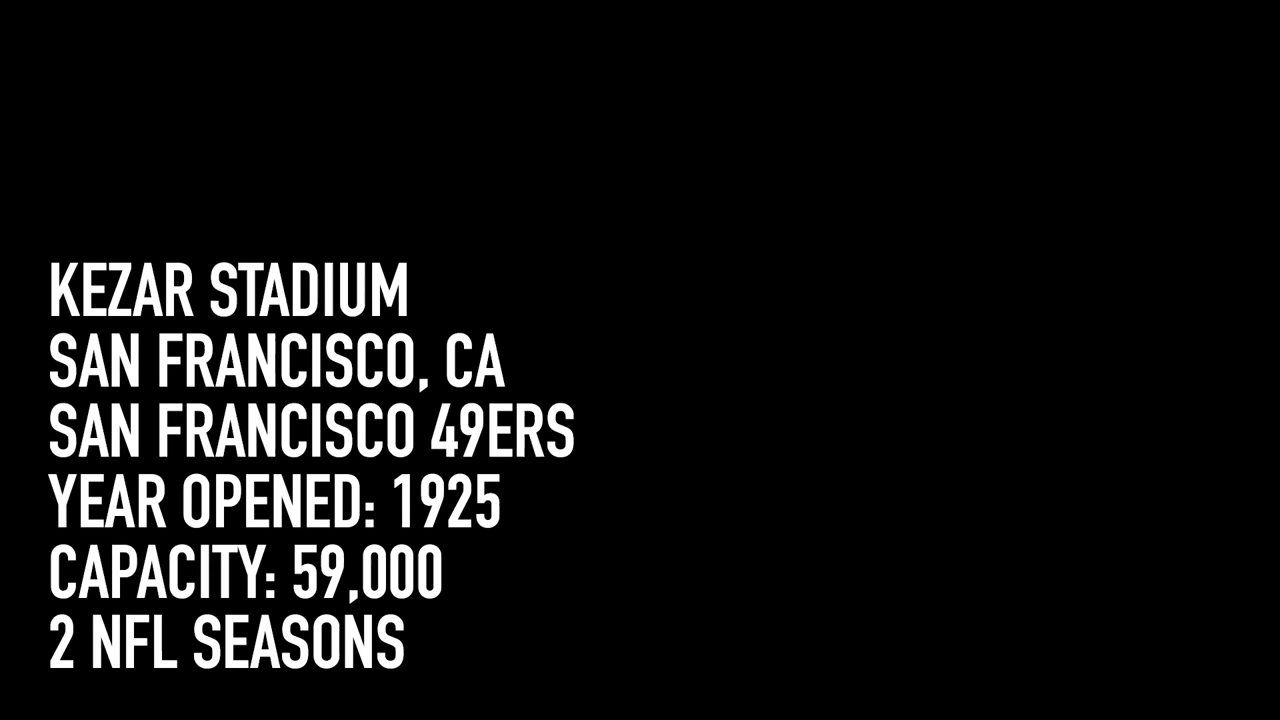 KEZAR STADIUM
SAN FRANCISCO, CA
SAN FRANCISCO 49ERS
YEAR OPENED: 1925
CAPACITY: 59,000
2 NFL SEASONS